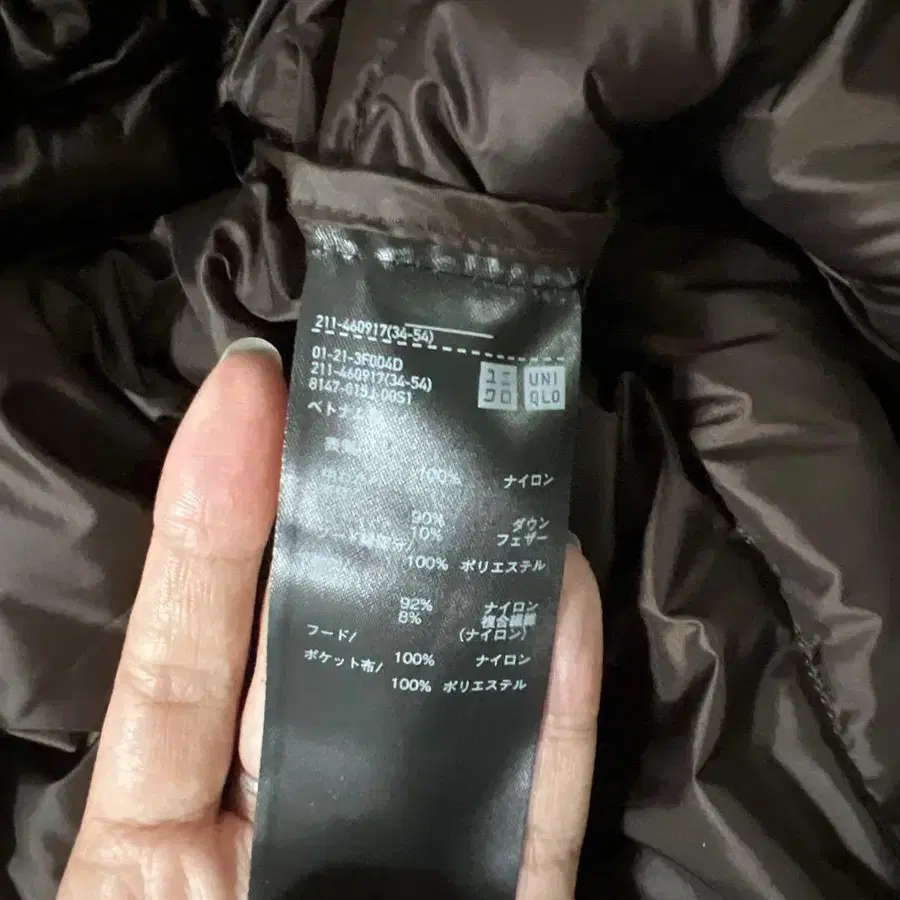 211-460917(34-54)
01-21-3F004D
211-460917(34-54)
8147-015J-00S1
ユニ
クロ
UNI
QLO
ベトナム製
100% ナイロン
90% ダウン
10% フェザー
100% ポリエステル
92% ナイロン
8% 複合繊維
(ナイロン)
フード/
100% ナイロン
ポケット布/
100% ポリエステル